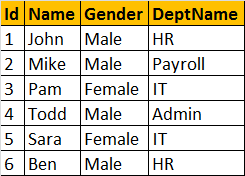 Id Name Gender DeptName
1 John Male HR
2 Mike Male Payroll
3 Pam Female IT
4 Todd Male Admin
5 Sara Female IT
6 Ben Male HR